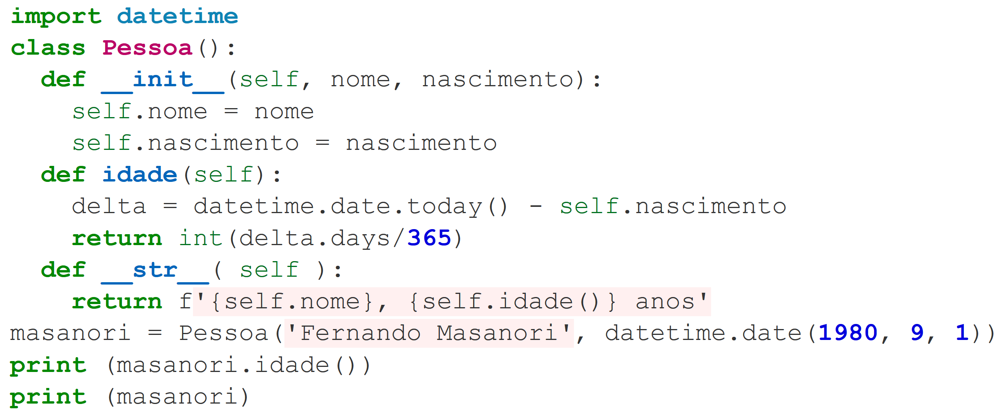 import datetime
class Pessoa():
  def __init__(self, nome, nascimento):
    self.nome = nome
    self.nascimento = nascimento
  def idade(self):
    delta = datetime.date.today() - self.nascimento
    return int(delta.days/365)
  def __str__( self ):
    return f'{self.nome}, {self.idade()} anos'
masanori = Pessoa('Fernando Masanori', datetime.date(1980, 9, 1))
print (masanori.idade())
print (masanori)